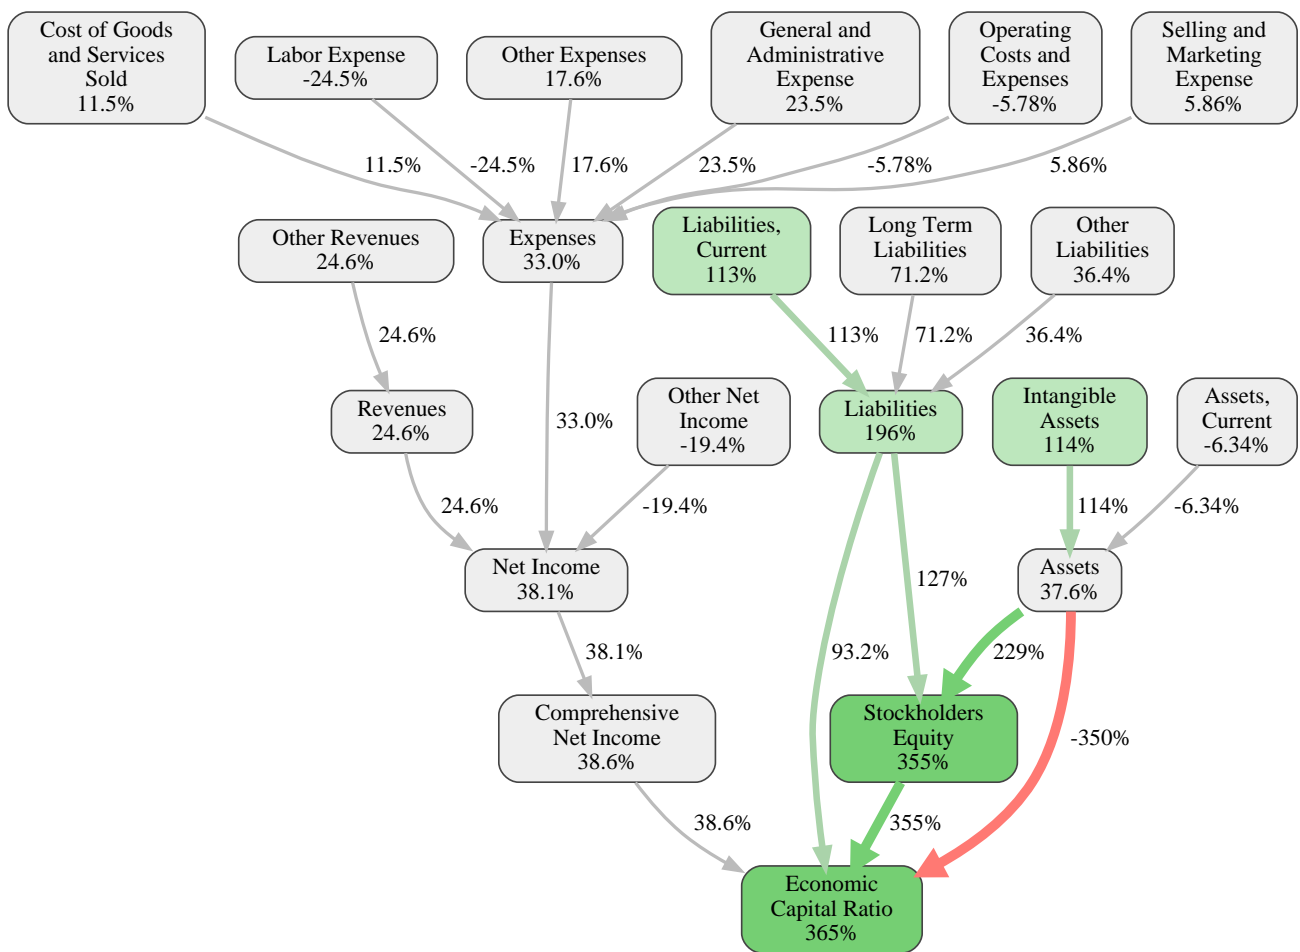 Cost of Goods
and Services
Sold
11.5%
Labor Expense
-24.5%
Other Expenses
17.6%
General and
Administrative
Expense
23.5%
Operating
Costs and
Expenses
-5.78%
Selling and
Marketing
Expense
5.86%
11.5%
-24.5%
17.6%
23.5%
-5.78%
5.86%
Other Revenues
24.6%
Expenses
33.0%
Liabilities,
Current
113%
Long Term
Liabilities
71.2%
Other
Liabilities
36.4%
24.6%
113%
71.2%
36.4%
Revenues
24.6%
33.0%
Other Net
Income
-19.4%
Liabilities
196%
Intangible
Assets
114%
Assets,
Current
-6.34%
24.6%
-19.4%
114%
-6.34%
Net Income
38.1%
127%
Assets
37.6%
38.1%
93.2%
229%
Comprehensive
Net Income
38.6%
Stockholders
Equity
355%
-350%
38.6%
355%
Economic
Capital Ratio
365%